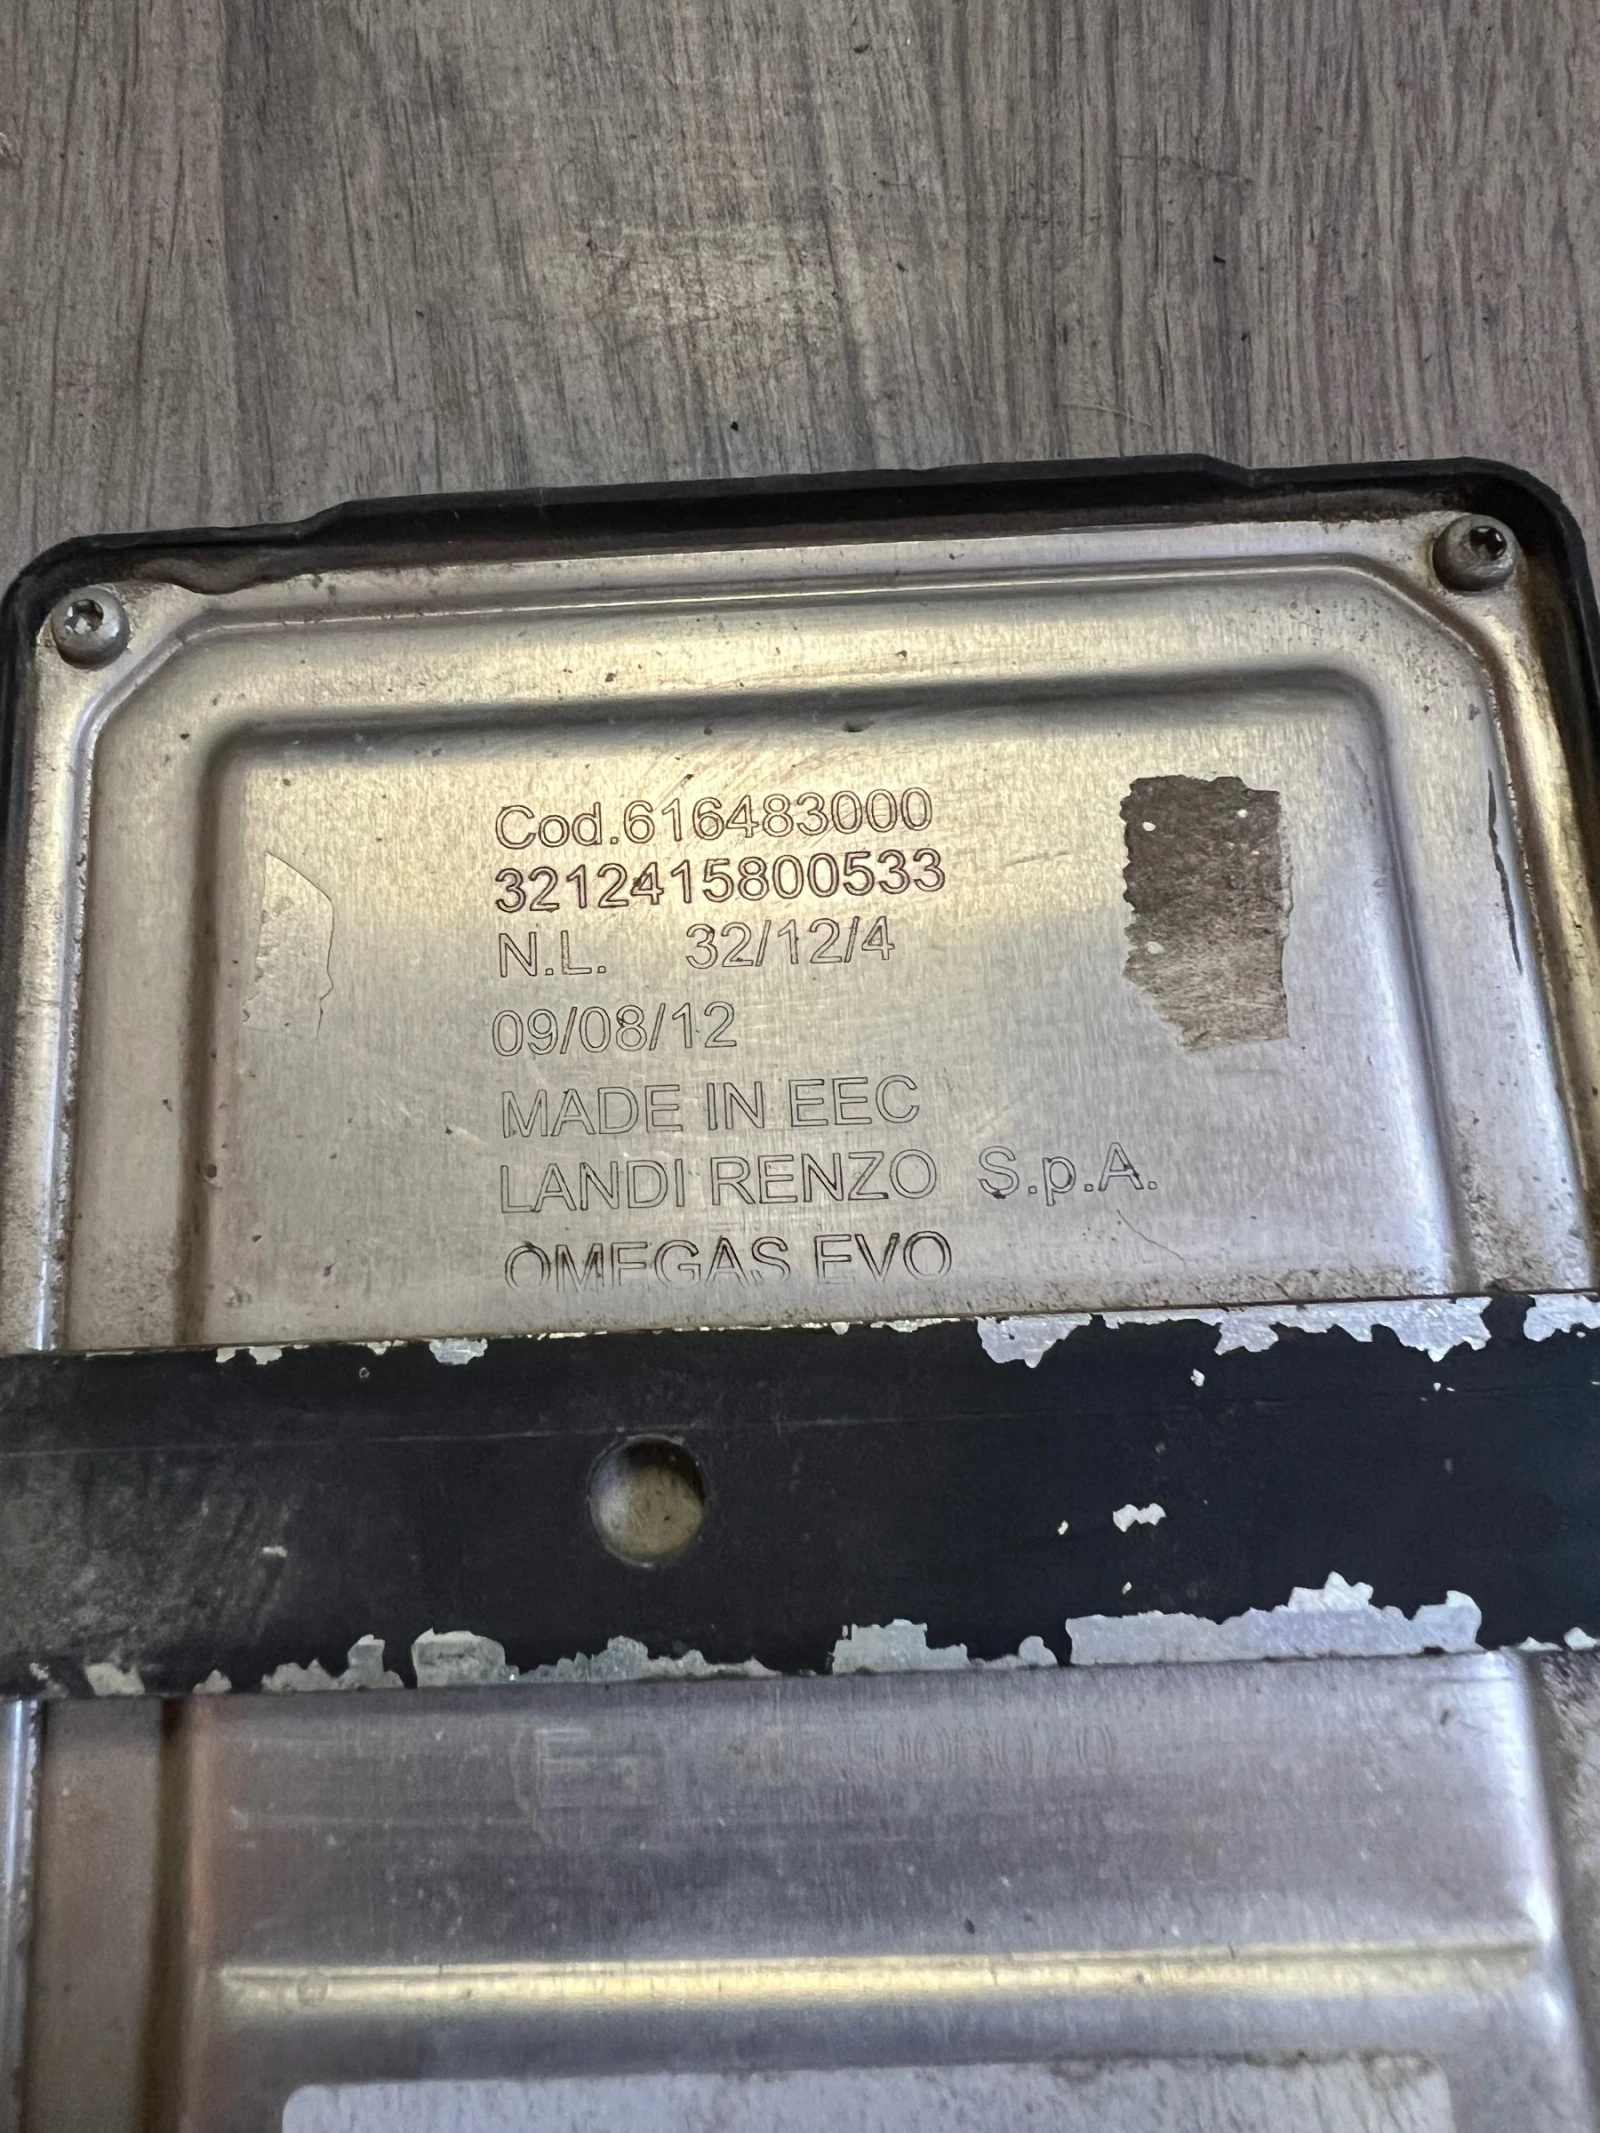 Cod.616483000
3212415800533
N.L. 32/12/4
09/08/12
MADE IN EEC
LANDI RENZO S.p.A.
OMEGAS EVO